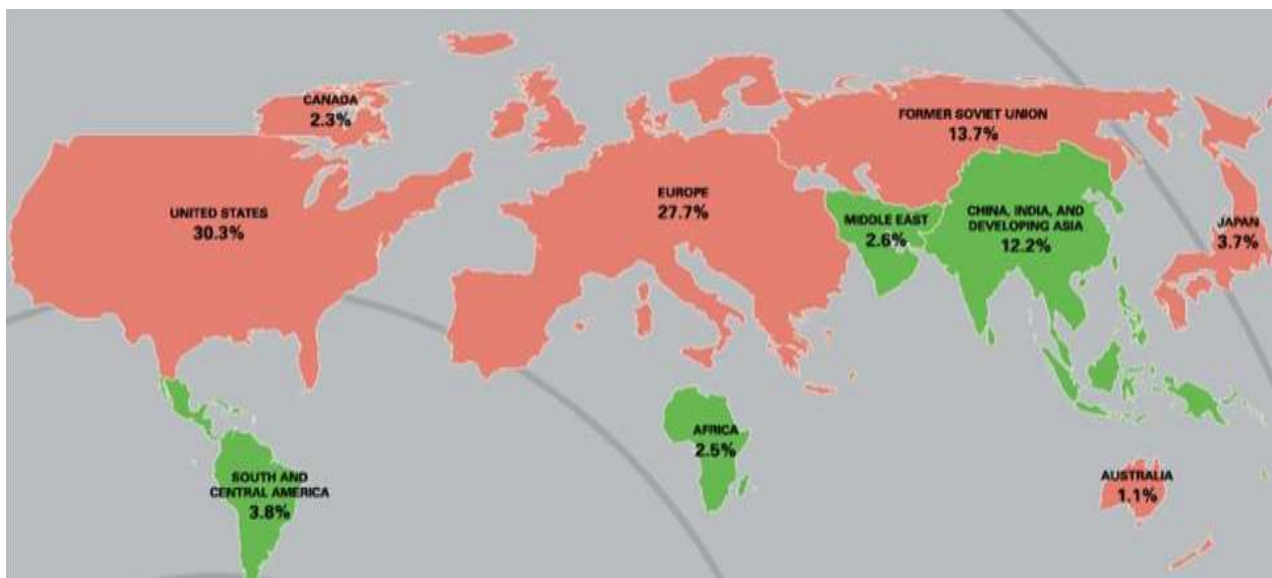 CANADA
2.3%
FORMER SOVIET UNION
13.7%
UNITED STATES
30.3%
EUROPE
27.7%
MIDDLE EAST
2.6%
CHINA, INDIA, AND
DEVELOPING ASIA
12.2%
JAPAN
3.7%
AFRICA
2.5%
SOUTH AND
CENTRAL AMERICA
3.8%
AUSTRALIA
1.1%